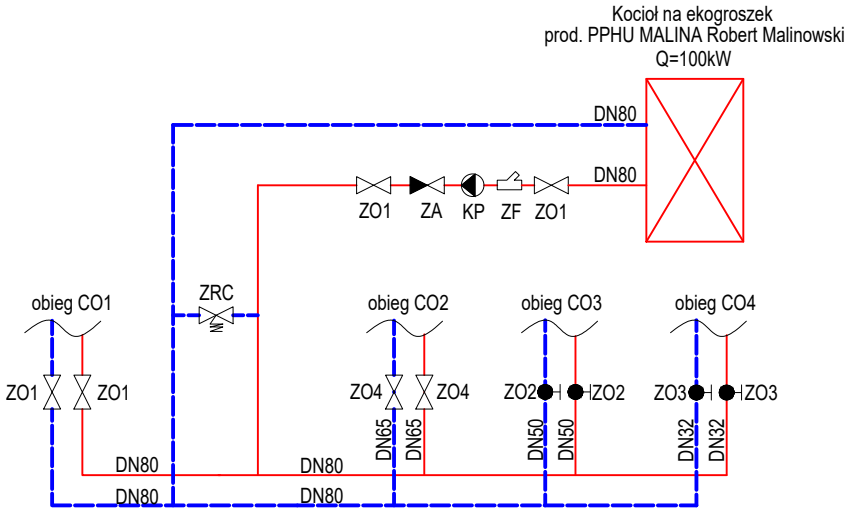 Kocioł na ekogroszek
prod. PPHU MALINA Robert Malinowski
Q=100kW
DN80
DN80
ZO1 ZA KP ZF ZO1
ZRC
obieg CO1 obieg CO2 obieg CO3 obieg CO4
ZO1 ZO1 ZO4 ZO4 ZO2 ZO2 ZO3 ZO3
DN65 DN65 DN50 DN50 DN32 DN32
DN80 DN80
DN80 DN80